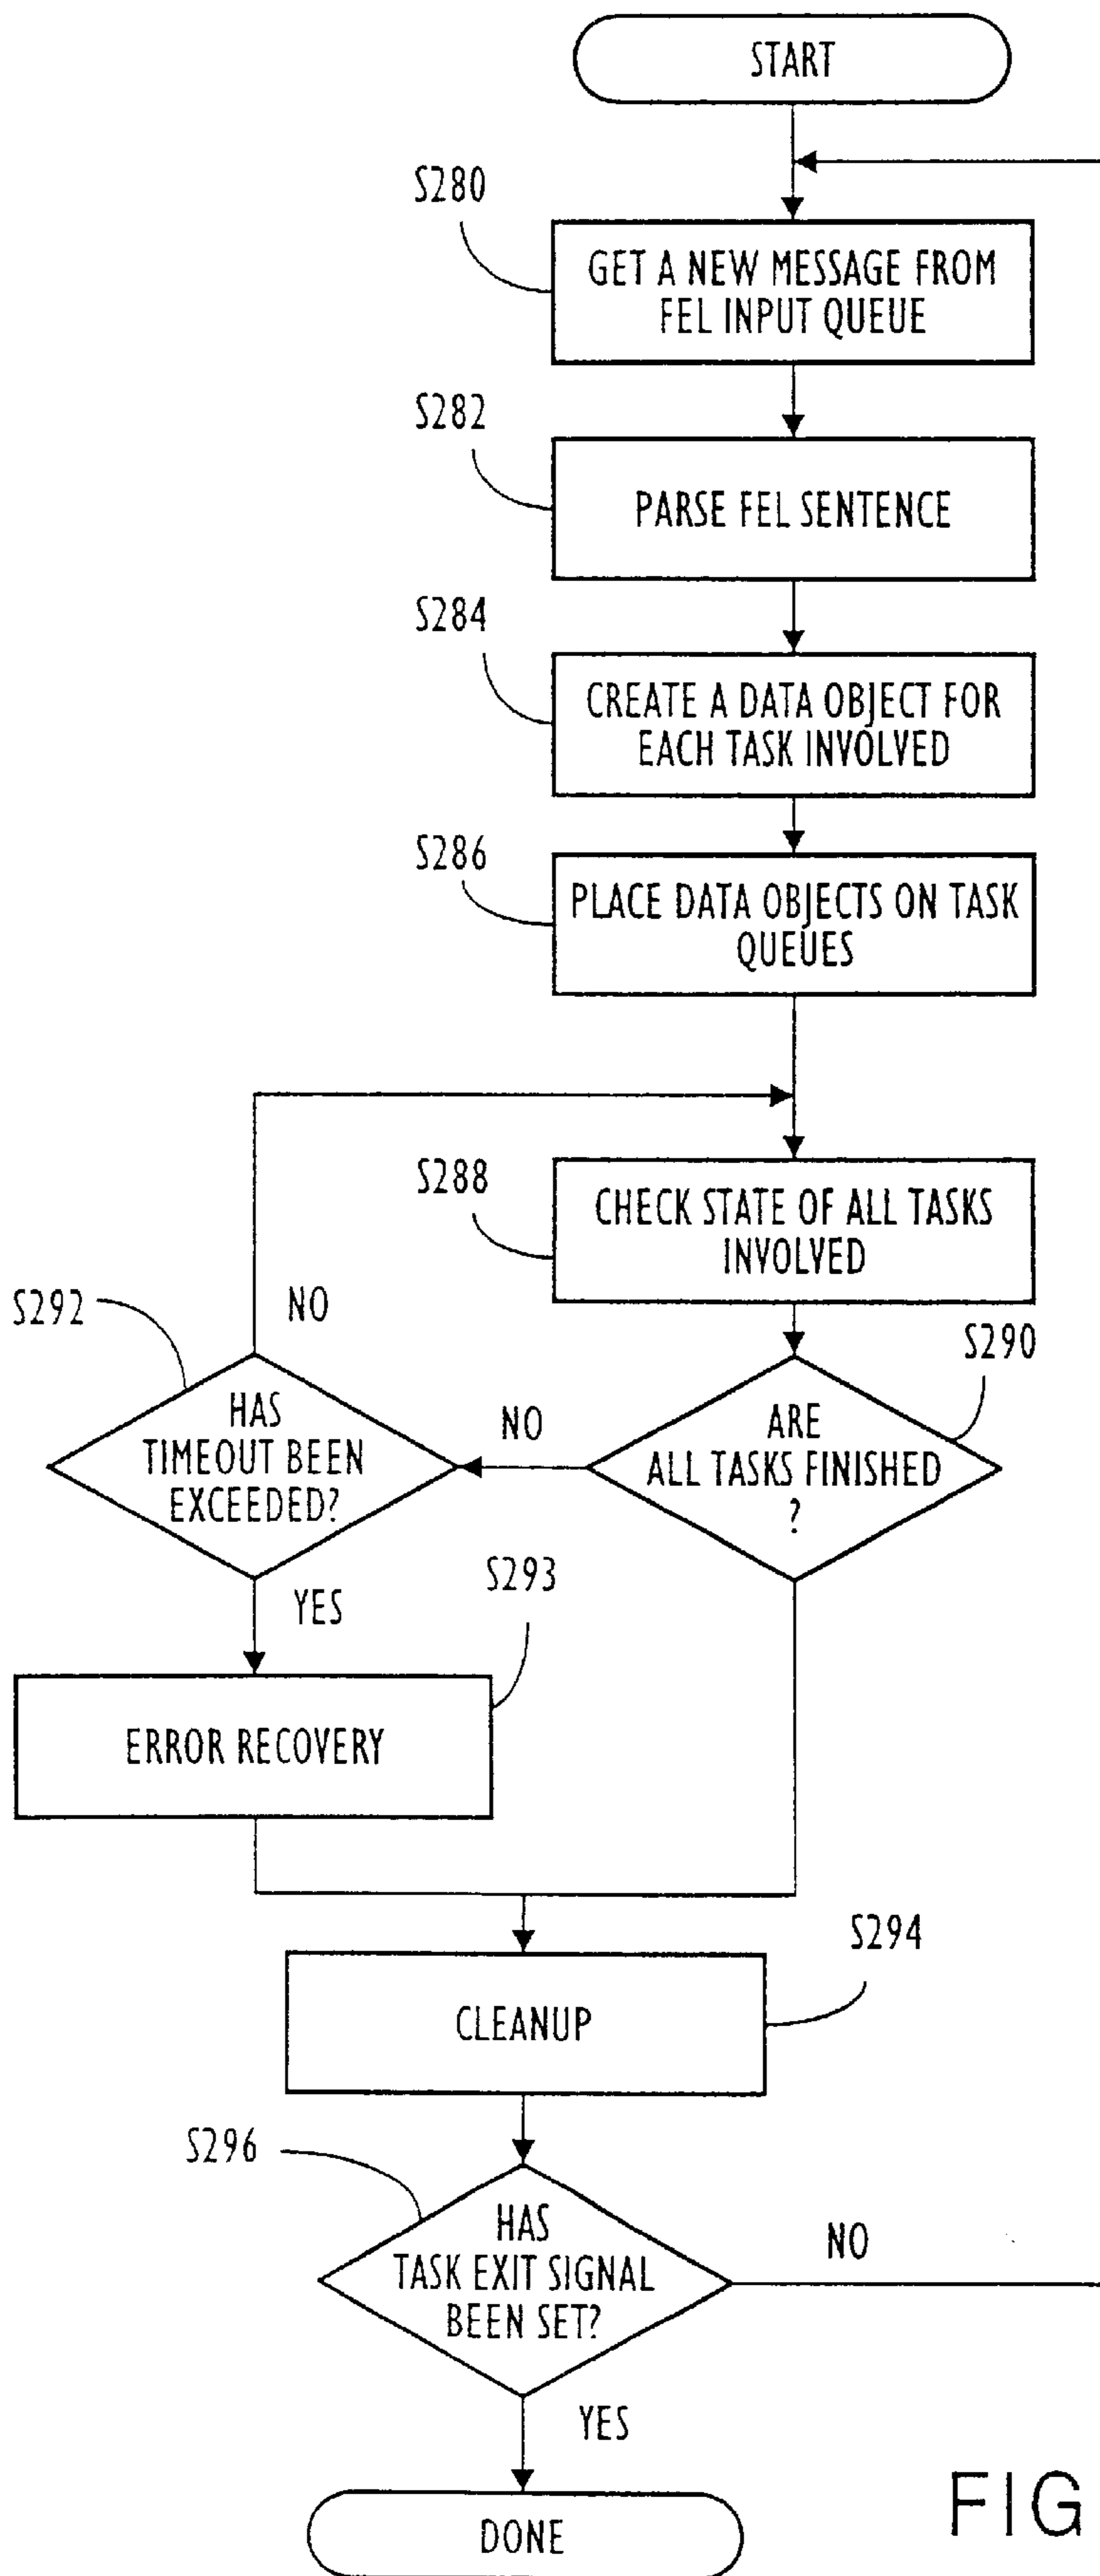 START
S280
GET A NEW MESSAGE FROM
FEL INPUT QUEUE
S282
PARSE FEL SENTENCE
S284
CREATE A DATA OBJECT FOR
EACH TASK INVOLVED
S286
PLACE DATA OBJECTS ON TASK
QUEUES
S288
CHECK STATE OF ALL TASKS
INVOLVED
S292
NO
S290
HAS
TIMEOUT BEEN
EXCEEDED?
NO
ARE
ALL TASKS FINISHED
?
YES
S293
ERROR RECOVERY
S294
CLEANUP
S296
HAS
TASK EXIT SIGNAL
BEEN SET?
NO
YES
DONE
FIG